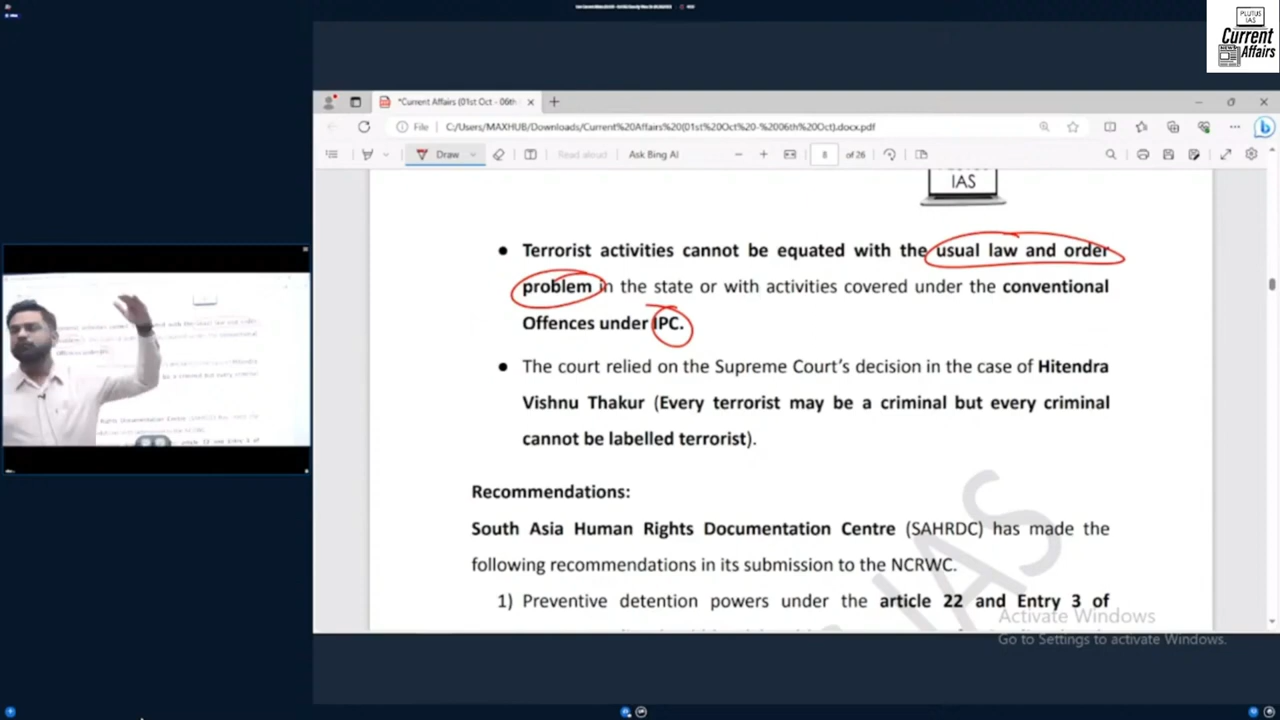 PLUTUS
IAS
Current
NEWS
Affairs
*Current Affairs (01st Oct - 06th
File
C:/Users/MAXHUB/Downloads/Current%20Affairs(01st%20Oct%20-%2006th%20Oct).docx.pdf
Draw
Read aloud
Ask Bing AI
8
of 26
IAS
● Terrorist activities cannot be equated with the usual law and order
problem in the state or with activities covered under the conventional
Offences under IPC.
● The court relied on the Supreme Court's decision in the case of Hitendra
Vishnu Thakur (Every terrorist may be a criminal but every criminal
cannot be labelled terrorist).
Recommendations:
South Asia Human Rights Documentation Centre (SAHRDC) has made the
following recommendations in its submission to the NCRWC.
1) Preventive detention powers under the article 22 and Entry 3 of
IAS
Activate Windows
Go to Settings to activate Windows.